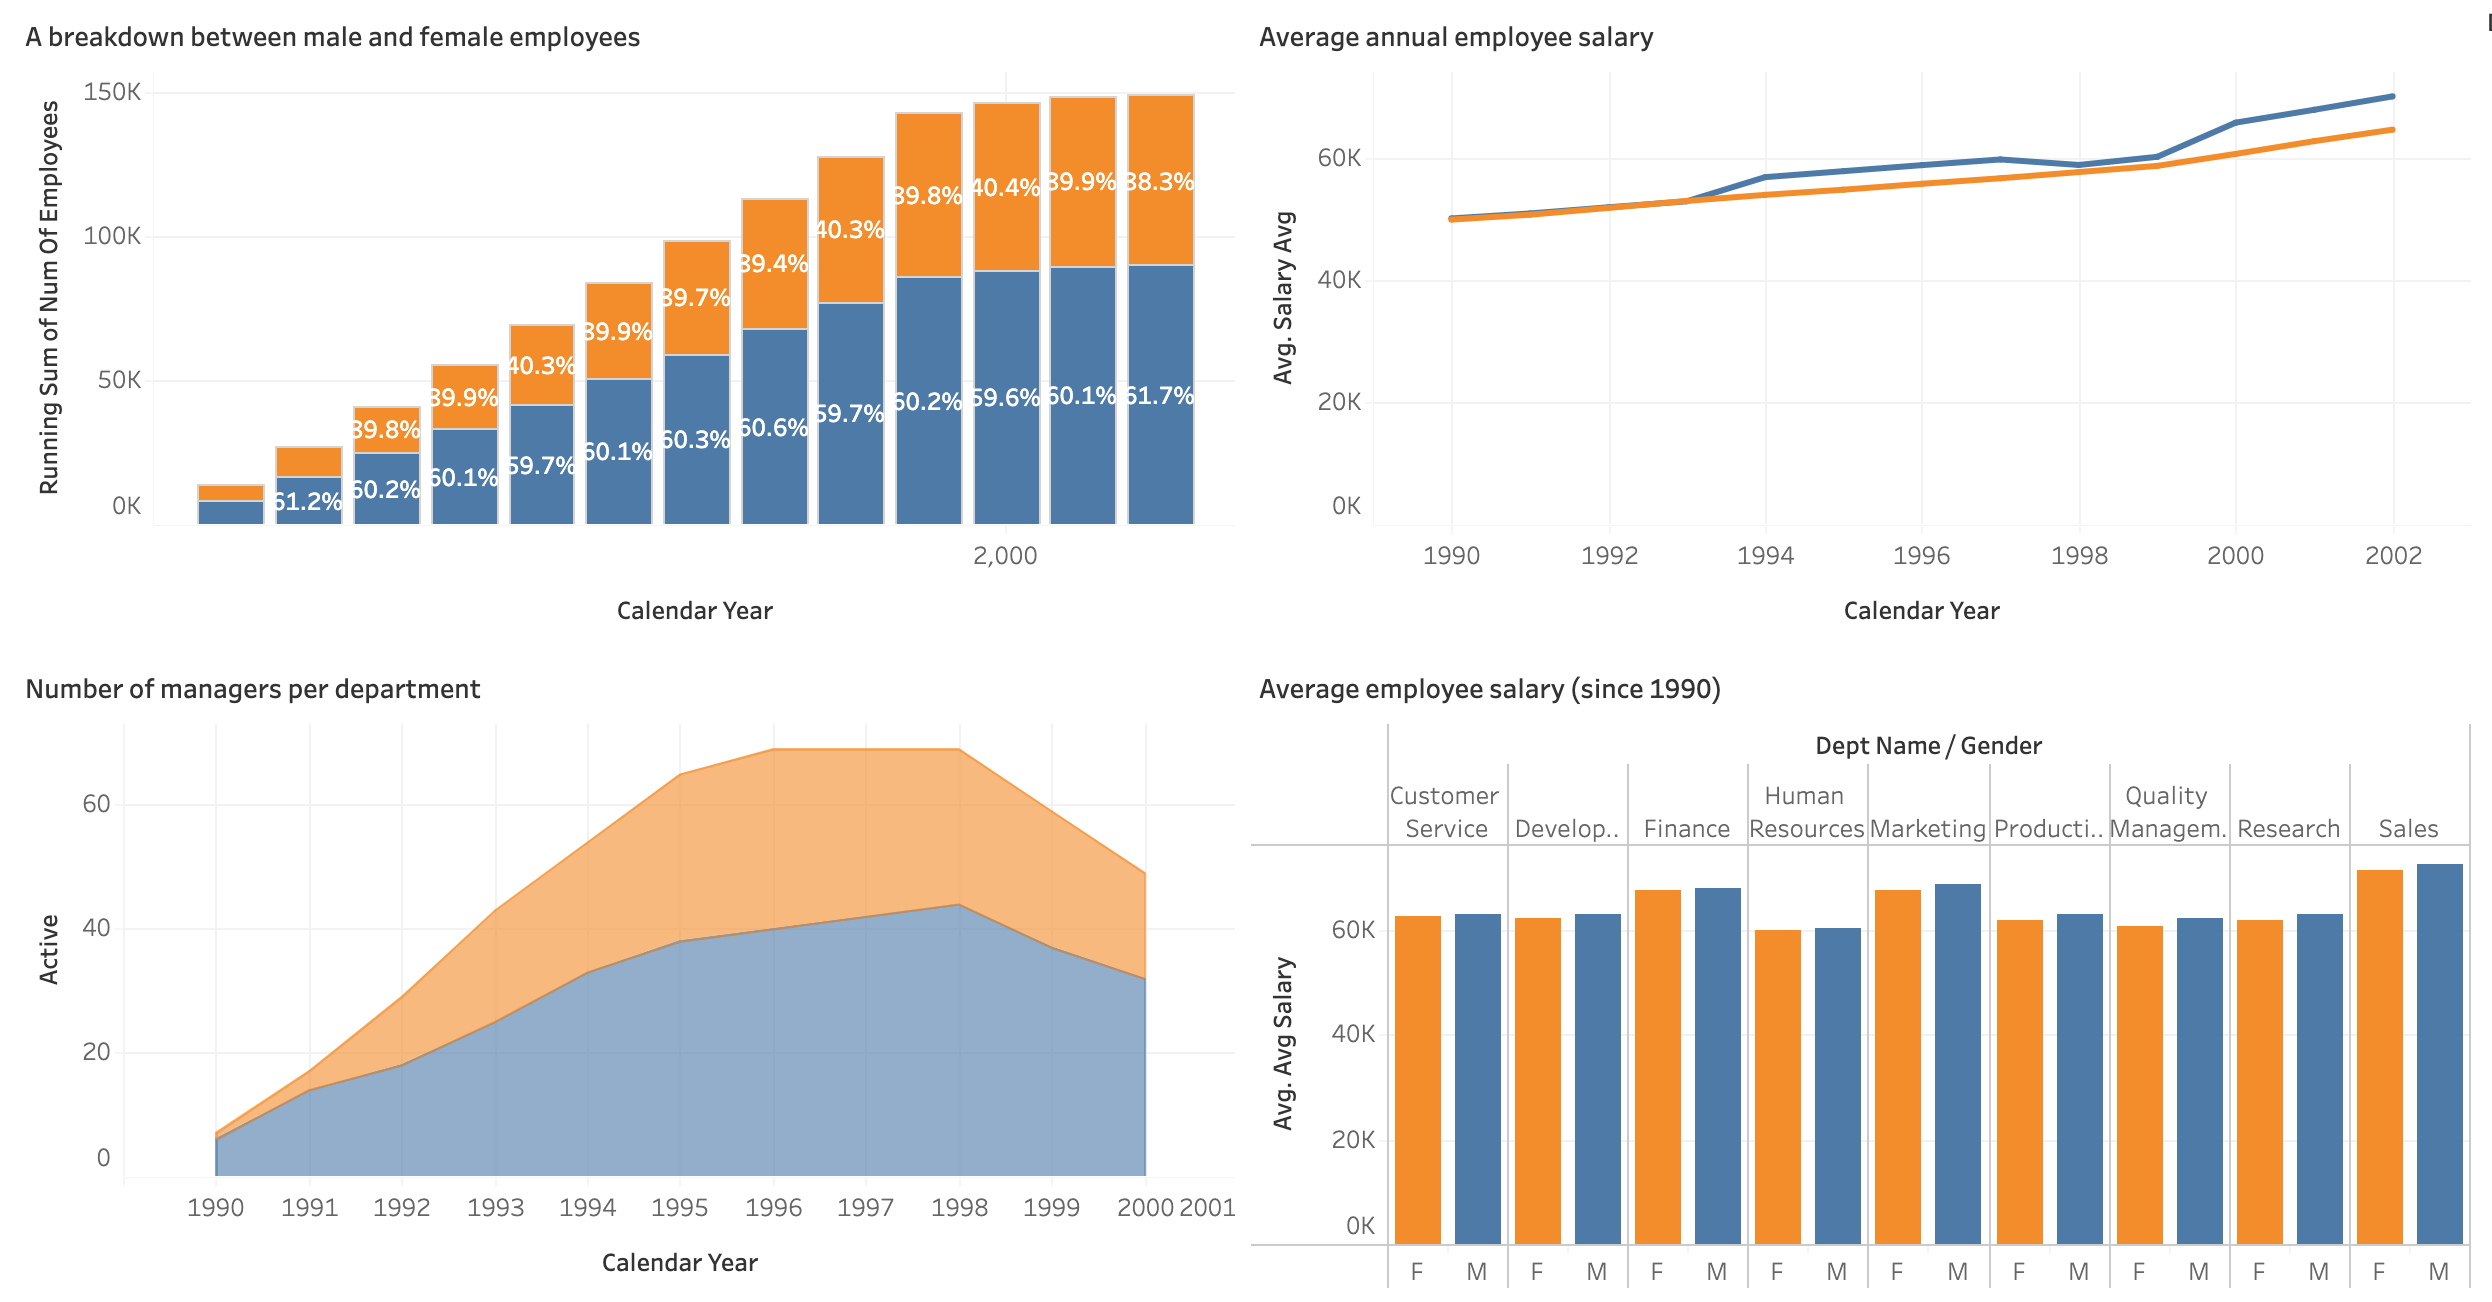 A breakdown between male and female employees
Running Sum of Num Of Employees
150K
100K
50K
0K
61.2%
39.8%
60.2%
39.9%
60.1%
40.3%
59.7%
39.9%
60.1%
39.7%
60.3%
39.4%
60.6%
40.3%
59.7%
39.8%
60.2%
40.4%
59.6%
39.9%
60.1%
38.3%
61.7%
2,000
Calendar Year
Average annual employee salary
Avg. Salary Avg
60K
40K
20K
0K
1990 1992 1994 1996 1998 2000 2002
Calendar Year
Number of managers per department
Active
60
40
20
0
1990 1991 1992 1993 1994 1995 1996 1997 1998 1999 2000 2001
Calendar Year
Average employee salary (since 1990)
Dept Name / Gender
Customer
Service
Develop..
Finance
Human
Resources
Marketing
Producti..
Quality
Managem.
Research
Sales
Avg. Avg Salary
60K
40K
20K
0K
F M F M F M F M F M F M F M F M F M